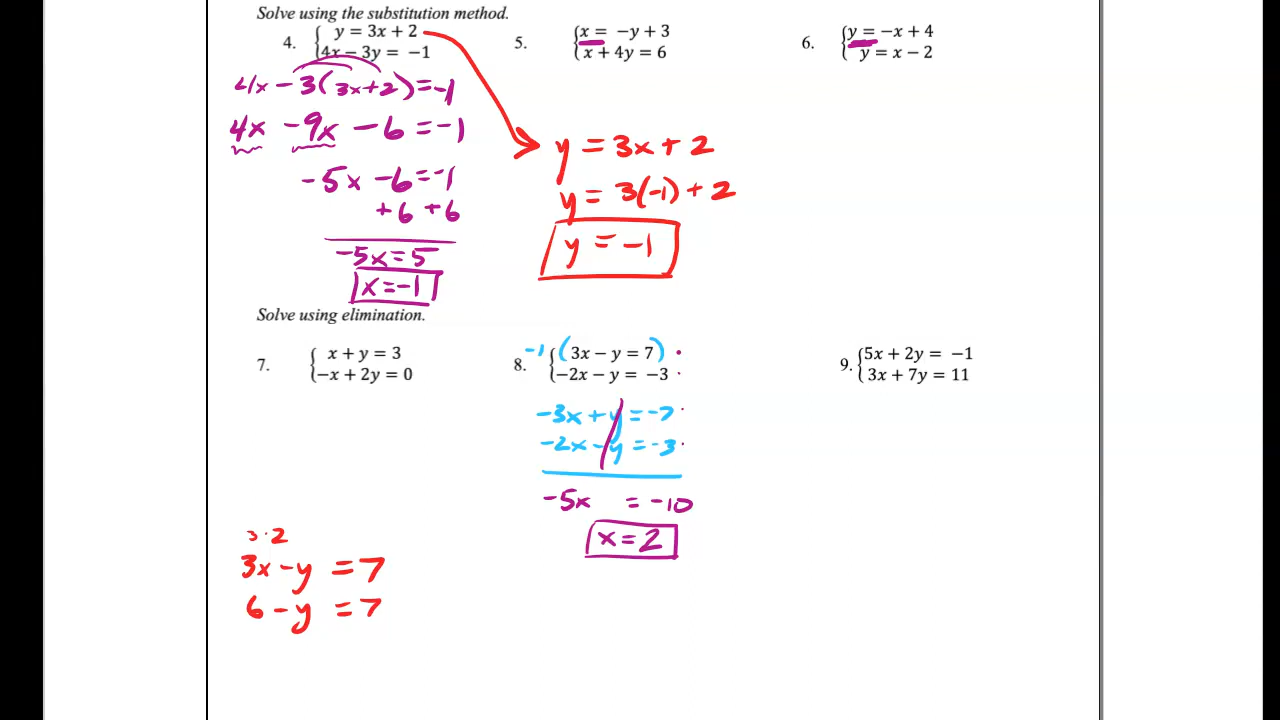 Solve using the substitution method.
4. { y = 3x + 2
4x − 3y = −1
4x − 3(3x+2) = −1
4x − 9x − 6 = −1
−5x − 6 = −1
+6 +6
−5x = 5
x = −1
y = 3x + 2
y = 3(−1) + 2
y = −1
5. { x = −y + 3
x + 4y = 6
6. { y = −x + 4
y = x − 2
Solve using elimination.
7. { x + y = 3
−x + 2y = 0
8. −1 ( 3x − y = 7 )
{ −2x − y = −3
−3x + y = −7
−2x − y = −3
−5x = −10
x = 2
9. { 5x + 2y = −1
3x + 7y = 11
3·2
3x − y = 7
6 − y = 7